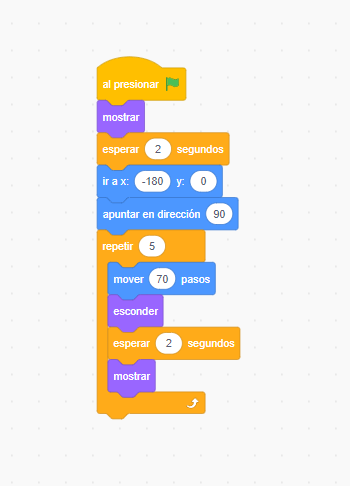 al presionar
mostrar
esperar 2 segundos
ir a x: -180 y: 0
apuntar en dirección 90
repetir 5
mover 70 pasos
esconder
esperar 2 segundos
mostrar